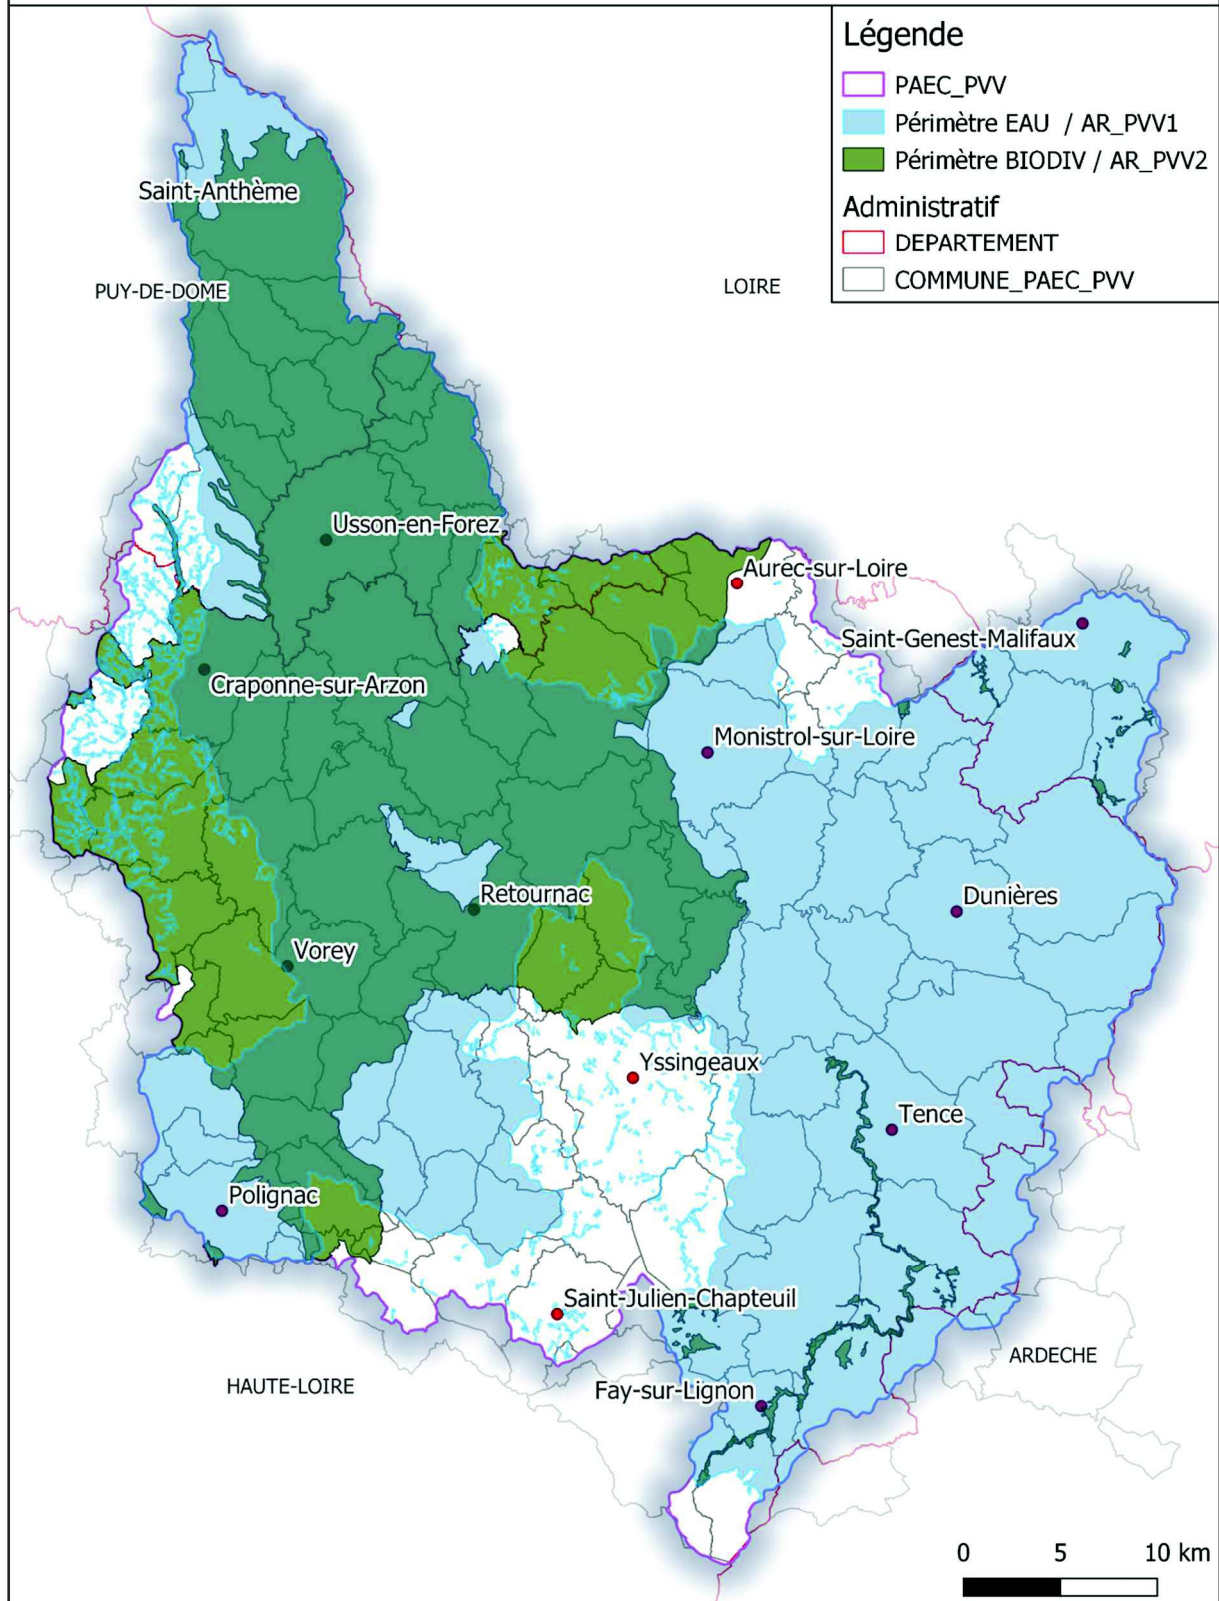 Légende
PAEC_PVV
Périmètre EAU / AR_PVV1
Périmètre BIODIV / AR_PVV2
Administratif
DEPARTEMENT
COMMUNE_PAEC_PVV
Saint-Anthème
PUY-DE-DOME
LOIRE
Usson-en-Forez
Aurec-sur-Loire
Saint-Genest-Malifaux
Craponne-sur-Arzon
Monistrol-sur-Loire
Retournac
Dunières
Vorey
Yssingeaux
Tence
Polignac
Saint-Julien-Chapteuil
ARDECHE
HAUTE-LOIRE
Fay-sur-Lignon
0 5 10 km